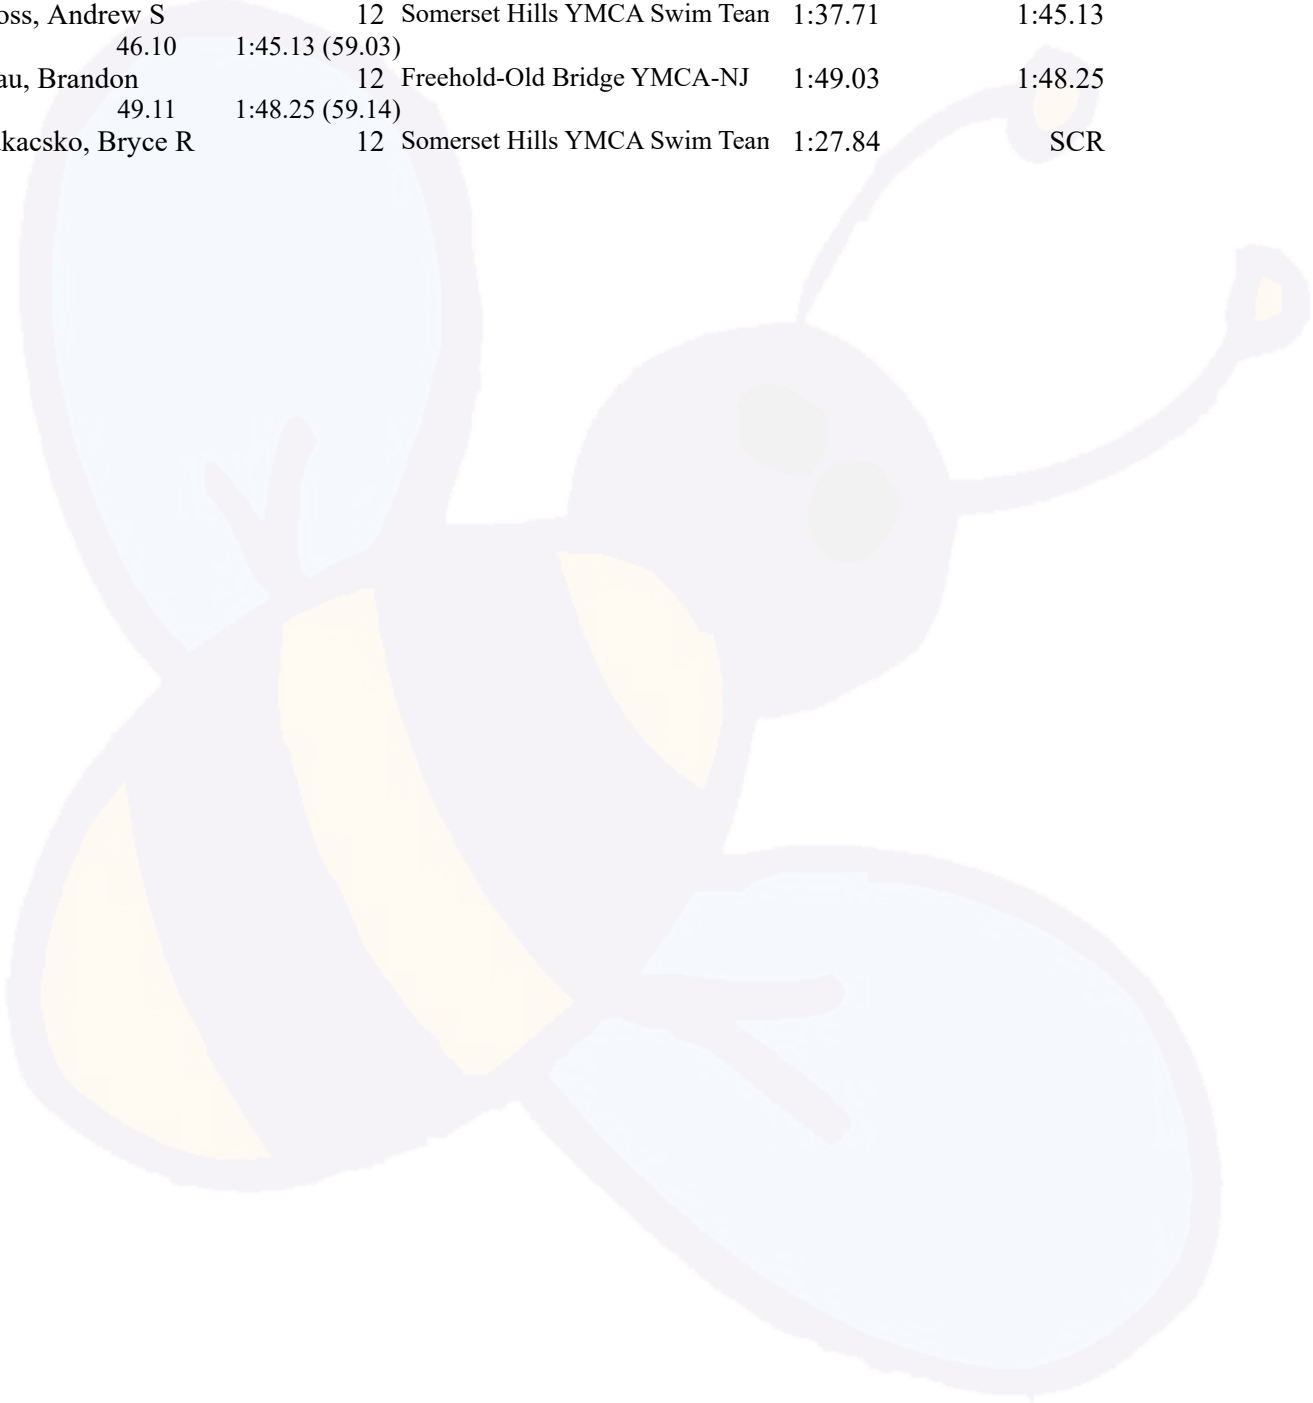 oss, Andrew S 12 Somerset Hills YMCA Swim Tean 1:37.71 1:45.13
46.10 1:45.13 (59.03)
au, Brandon 12 Freehold-Old Bridge YMCA-NJ 1:49.03 1:48.25
49.11 1:48.25 (59.14)
kacsko, Bryce R 12 Somerset Hills YMCA Swim Tean 1:27.84 SCR